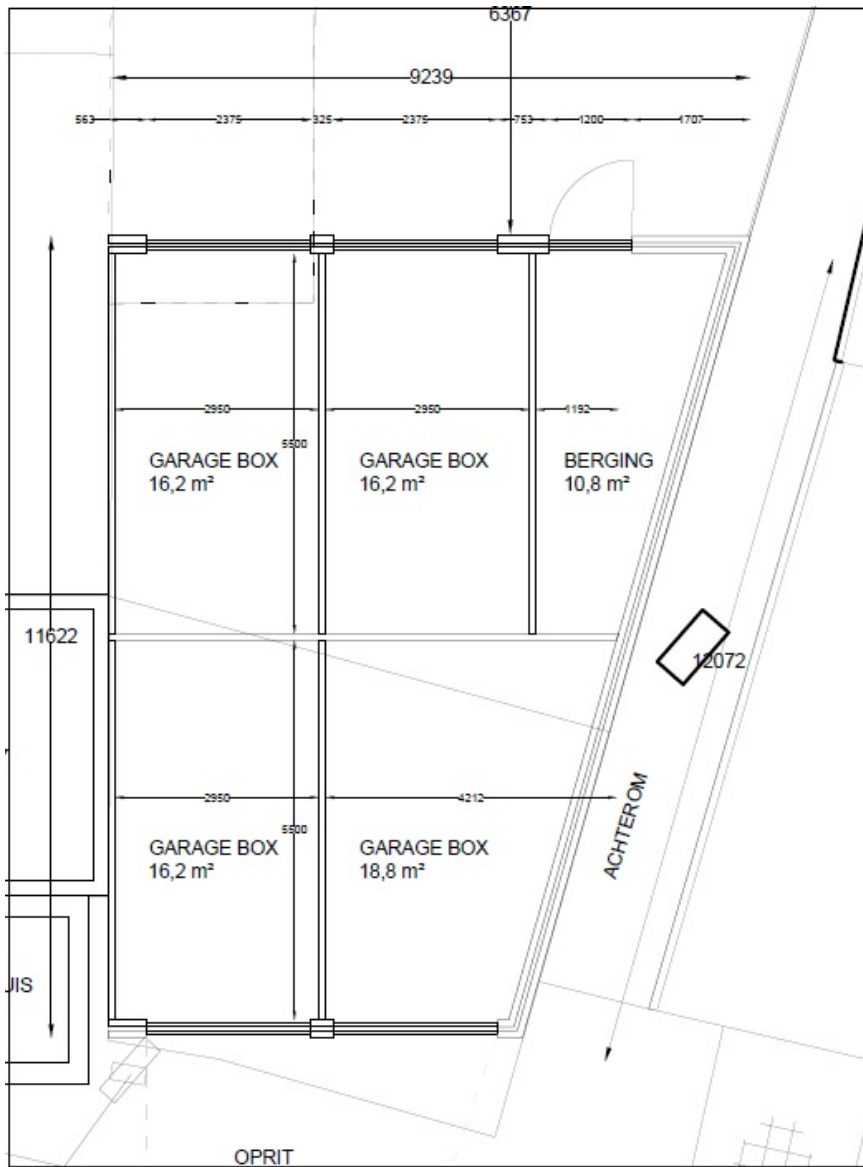 6367
9239
563 2375 325 2375 753 1200 1707
2950 2950 1192
5500
GARAGE BOX
16,2 m²
GARAGE BOX
16,2 m²
BERGING
10,8 m²
11622
12072
2950 4212
5500
GARAGE BOX
16,2 m²
GARAGE BOX
18,8 m²
ACHTEROM
JIS
OPRIT